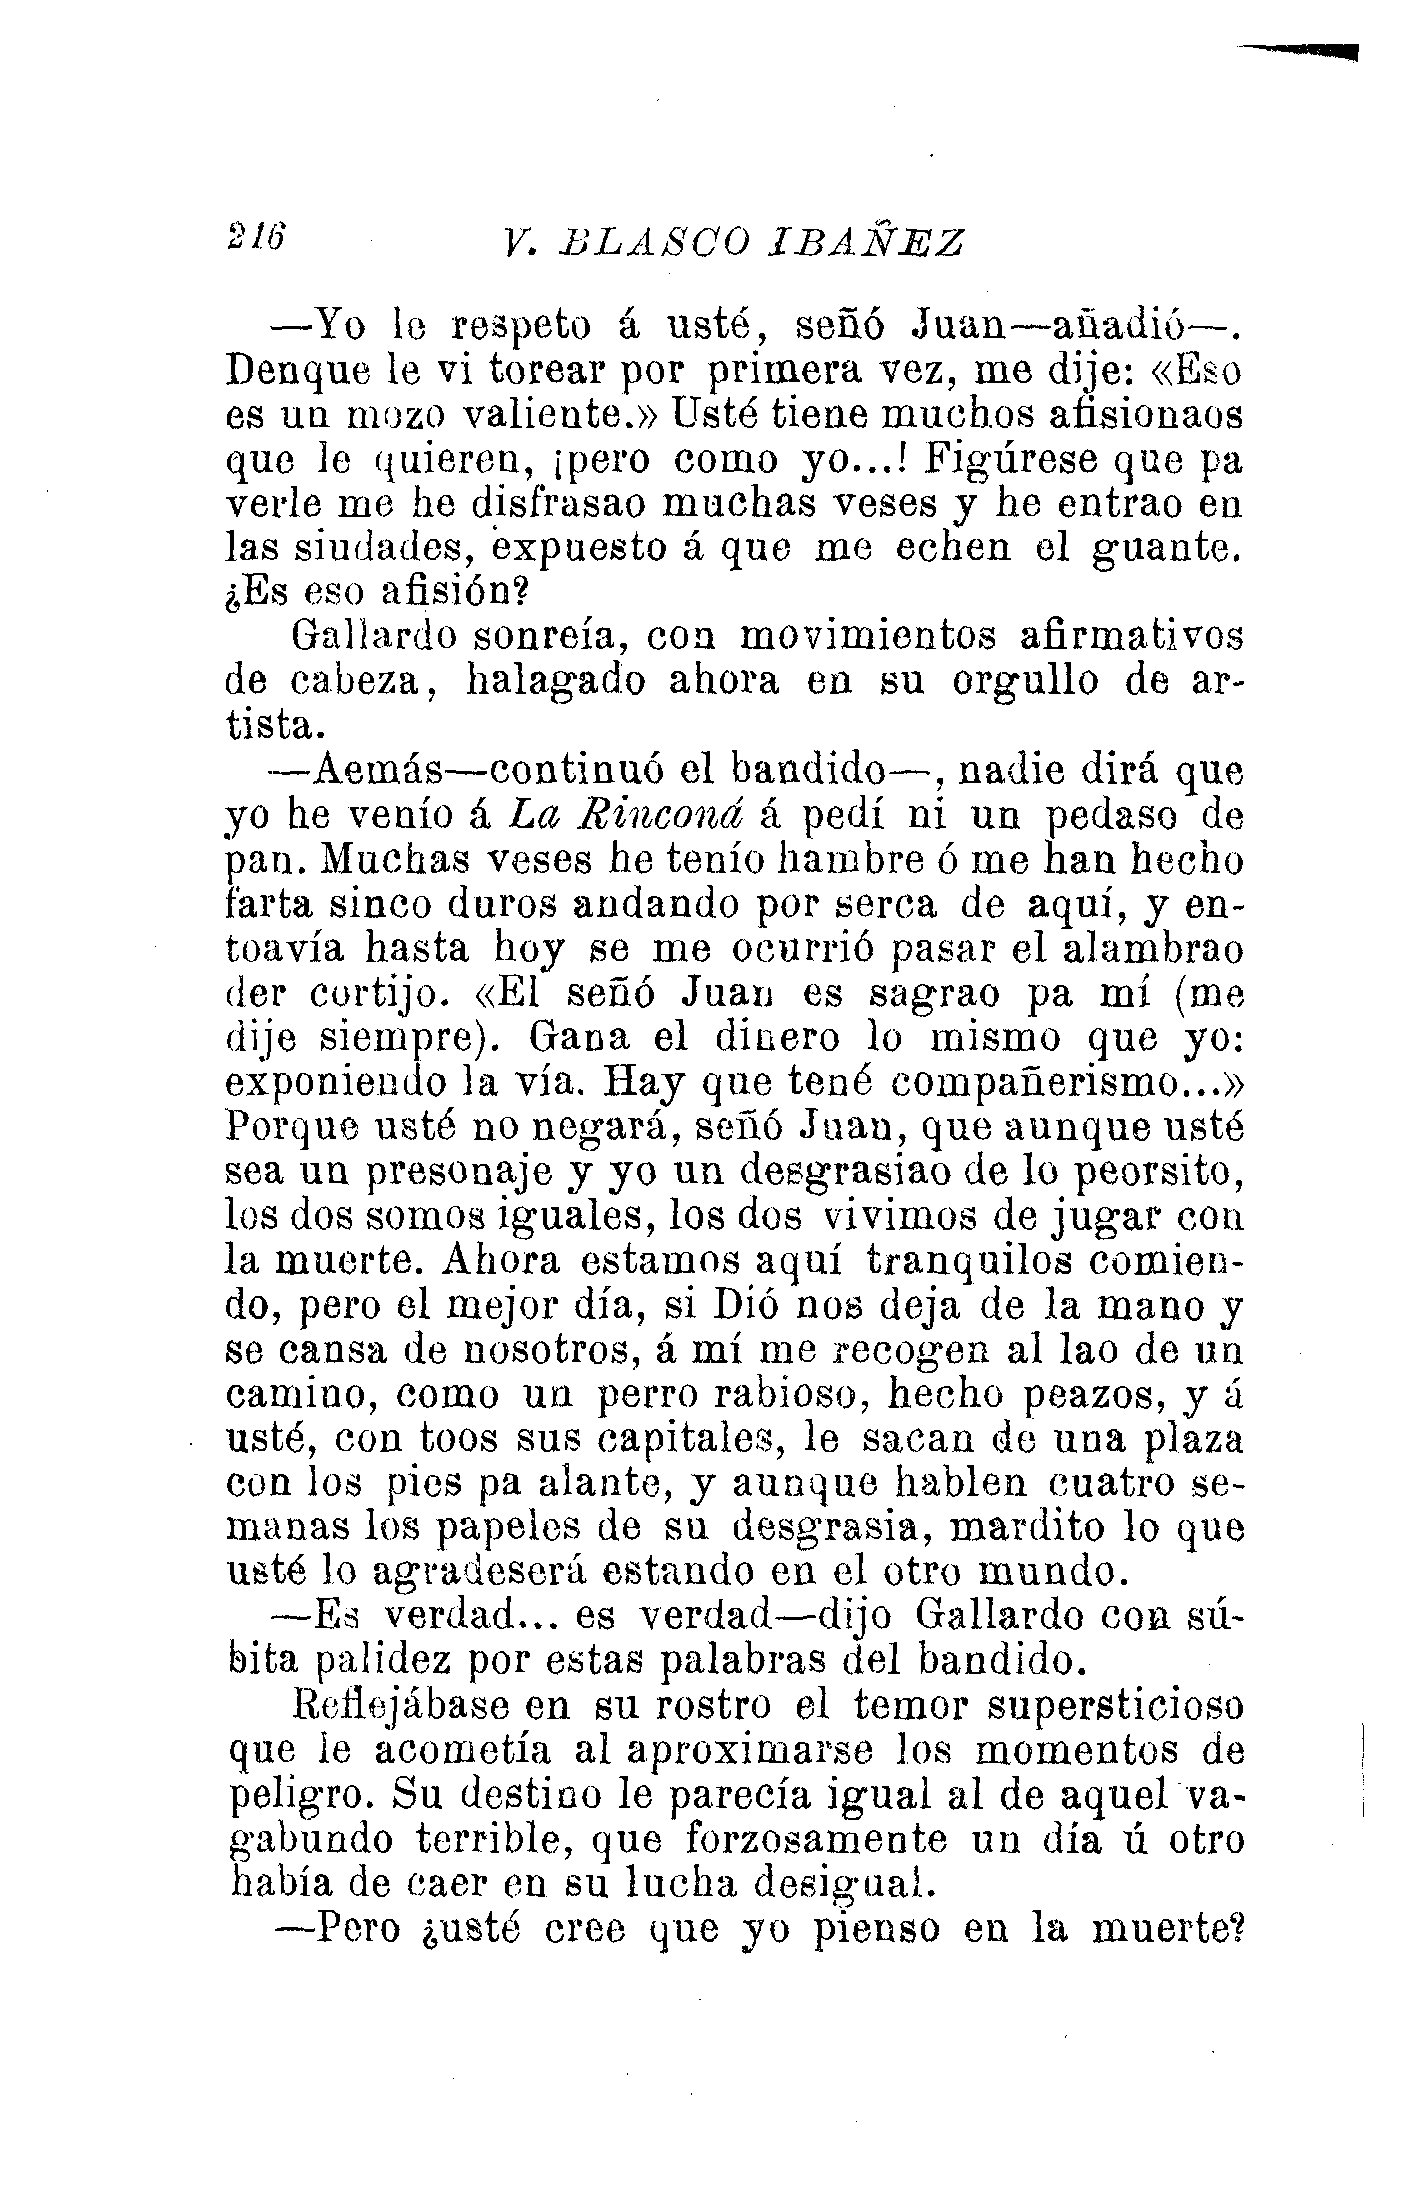 216 V. BLASCO IBAÑEZ
—Yo le respeto á usté, señó Juan—añadió—.
Denque le vi torear por primera vez, me dije: «Eso
es un mozo valiente.» Usté tiene muchos afisionaos
que le quieren, ¡pero como yo...! Figúrese que pa
verle me he disfrasao muchas veses y he entrao en
las siudades, expuesto á que me echen el guante.
¿Es eso afisión?
Gallardo sonreía, con movimientos afirmativos
de cabeza, halagado ahora en su orgullo de ar-
tista.
—Aemás—continuó el bandido—, nadie dirá que
yo he venío á La Rinconá á pedí ni un pedaso de
pan. Muchas veses he tenío hambre ó me han hecho
farta sinco duros andando por serca de aquí, y en-
toavía hasta hoy se me ocurrió pasar el alambrao
der cortijo. «El señó Juan es sagrao pa mí (me
dije siempre). Gana el dinero lo mismo que yo:
exponiendo la vía. Hay que tené compañerismo...»
Porque usté no negará, señó Juan, que aunque usté
sea un presonaje y yo un desgrasiao de lo peorsito,
los dos somos iguales, los dos vivimos de jugar con
la muerte. Ahora estamos aquí tranquilos comien-
do, pero el mejor día, si Dió nos deja de la mano y
se cansa de nosotros, á mí me recogen al lao de un
camino, como un perro rabioso, hecho peazos, y á
usté, con toos sus capitales, le sacan de una plaza
con los pies pa alante, y aunque hablen cuatro se-
manas los papeles de su desgrasia, mardito lo que
usté lo agradeserá estando en el otro mundo.
—Es verdad... es verdad—dijo Gallardo con sú-
bita palidez por estas palabras del bandido.
Reflejábase en su rostro el temor supersticioso
que le acometía al aproximarse los momentos de
peligro. Su destino le parecía igual al de aquel va-
gabundo terrible, que forzosamente un día ú otro
había de caer en su lucha desigual.
—Pero ¿usté cree que yo pienso en la muerte?